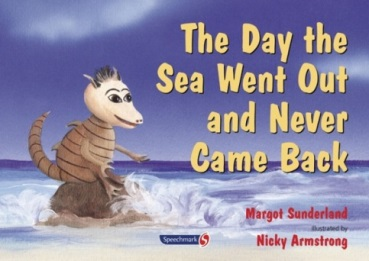 The Day the
Sea Went Out
and Never
Came Back
Margot Sunderland
illustrated by
Nicky Armstrong
Speechmark
S